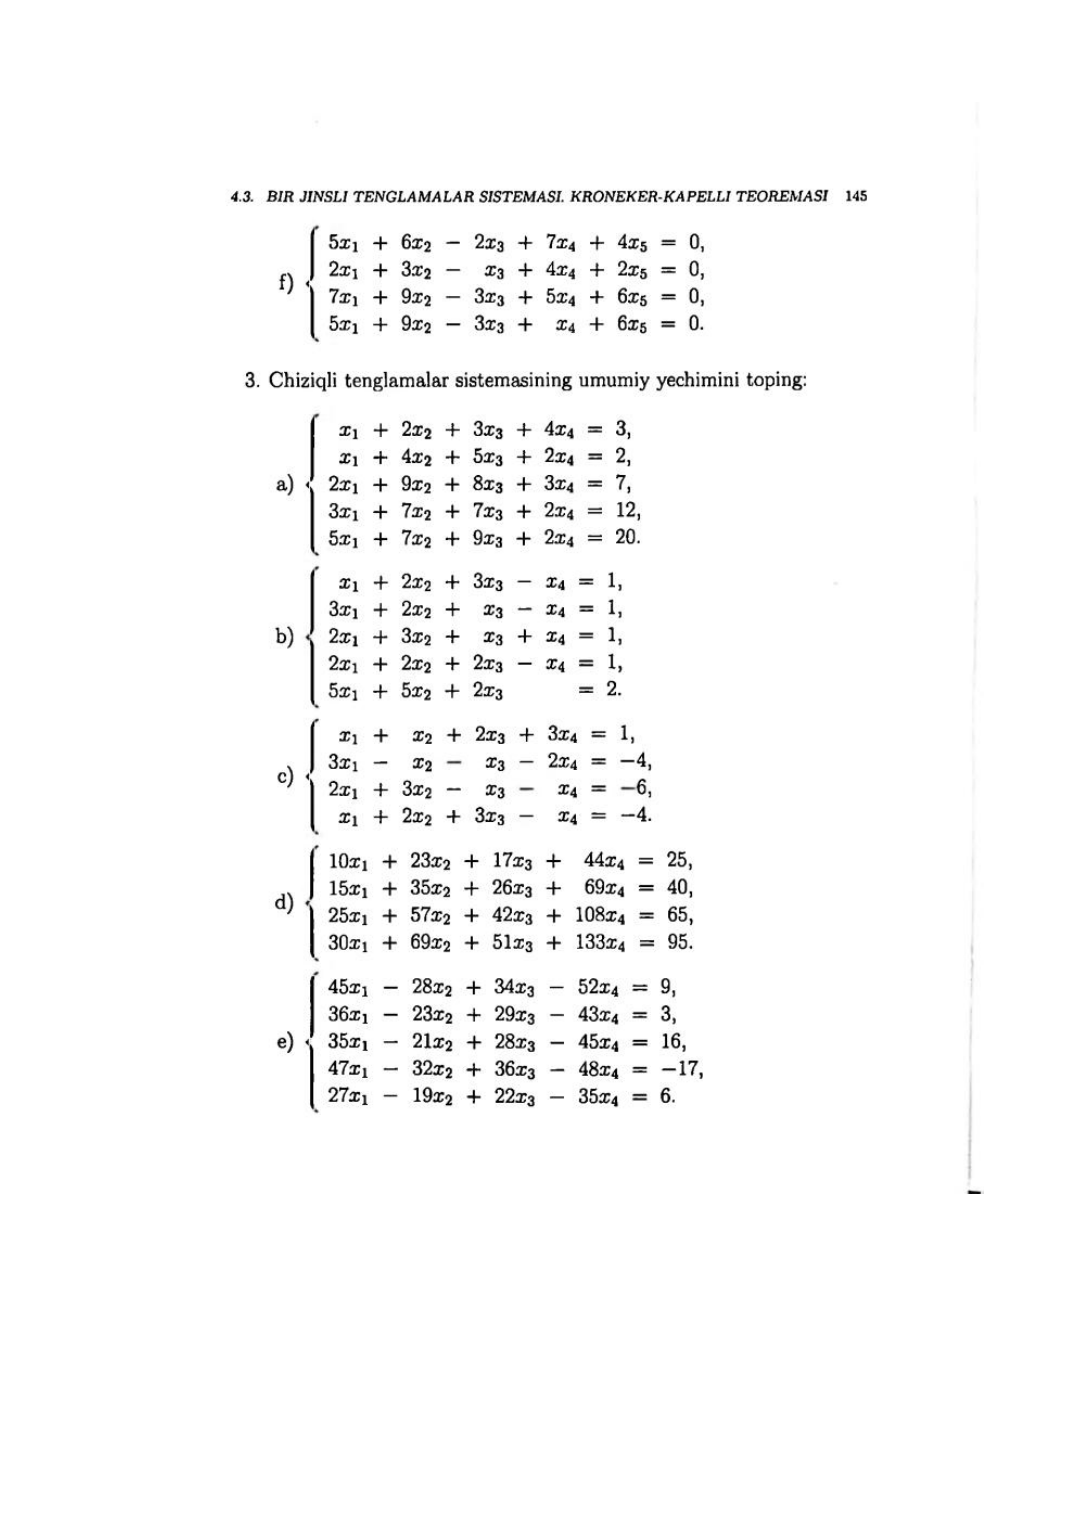 4.3. BIR JINSLI TENGLAMALAR SISTEMASI. KRONEKER-KAPELLI TEOREMASI 145
f) 5x₁ + 6x₂ − 2x₃ + 7x₄ + 4x₅ = 0,
2x₁ + 3x₂ − x₃ + 4x₄ + 2x₅ = 0,
7x₁ + 9x₂ − 3x₃ + 5x₄ + 6x₅ = 0,
5x₁ + 9x₂ − 3x₃ + x₄ + 6x₅ = 0.
3. Chiziqli tenglamalar sistemasining umumiy yechimini toping:
a) x₁ + 2x₂ + 3x₃ + 4x₄ = 3,
x₁ + 4x₂ + 5x₃ + 2x₄ = 2,
2x₁ + 9x₂ + 8x₃ + 3x₄ = 7,
3x₁ + 7x₂ + 7x₃ + 2x₄ = 12,
5x₁ + 7x₂ + 9x₃ + 2x₄ = 20.
b) x₁ + 2x₂ + 3x₃ − x₄ = 1,
3x₁ + 2x₂ + x₃ − x₄ = 1,
2x₁ + 3x₂ + x₃ + x₄ = 1,
2x₁ + 2x₂ + 2x₃ − x₄ = 1,
5x₁ + 5x₂ + 2x₃ = 2.
c) x₁ + x₂ + 2x₃ + 3x₄ = 1,
3x₁ − x₂ − x₃ − 2x₄ = −4,
2x₁ + 3x₂ − x₃ − x₄ = −6,
x₁ + 2x₂ + 3x₃ − x₄ = −4.
d) 10x₁ + 23x₂ + 17x₃ + 44x₄ = 25,
15x₁ + 35x₂ + 26x₃ + 69x₄ = 40,
25x₁ + 57x₂ + 42x₃ + 108x₄ = 65,
30x₁ + 69x₂ + 51x₃ + 133x₄ = 95.
e) 45x₁ − 28x₂ + 34x₃ − 52x₄ = 9,
36x₁ − 23x₂ + 29x₃ − 43x₄ = 3,
35x₁ − 21x₂ + 28x₃ − 45x₄ = 16,
47x₁ − 32x₂ + 36x₃ − 48x₄ = −17,
27x₁ − 19x₂ + 22x₃ − 35x₄ = 6.